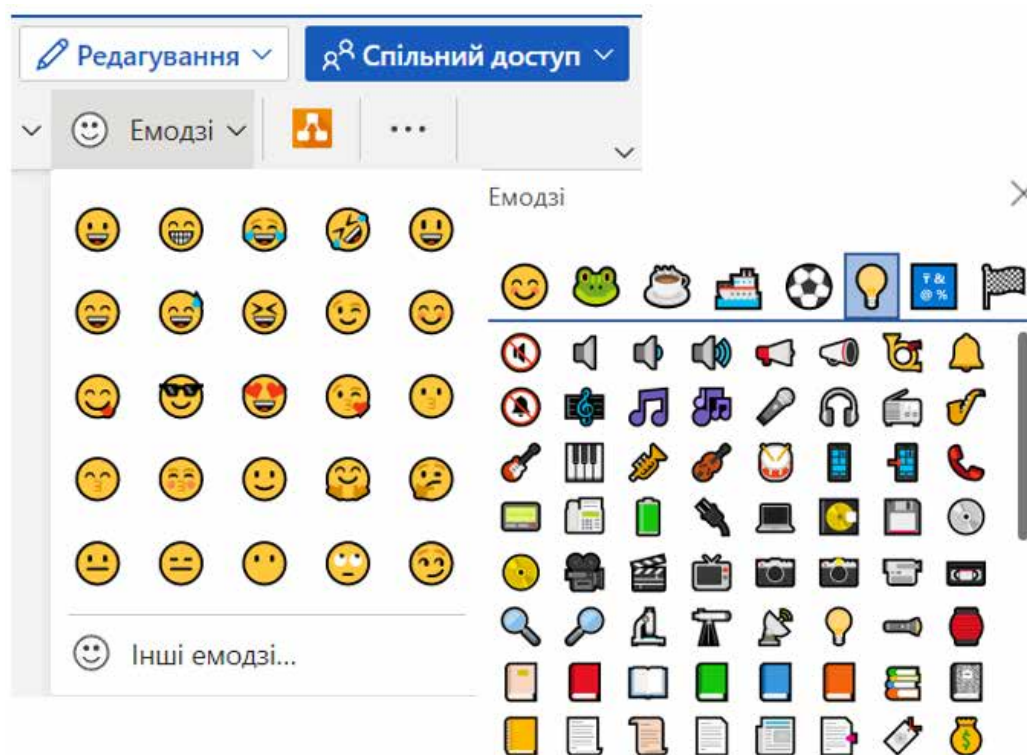 Редагування
Спільний доступ
Емодзі
Емодзі
Інші емодзі...